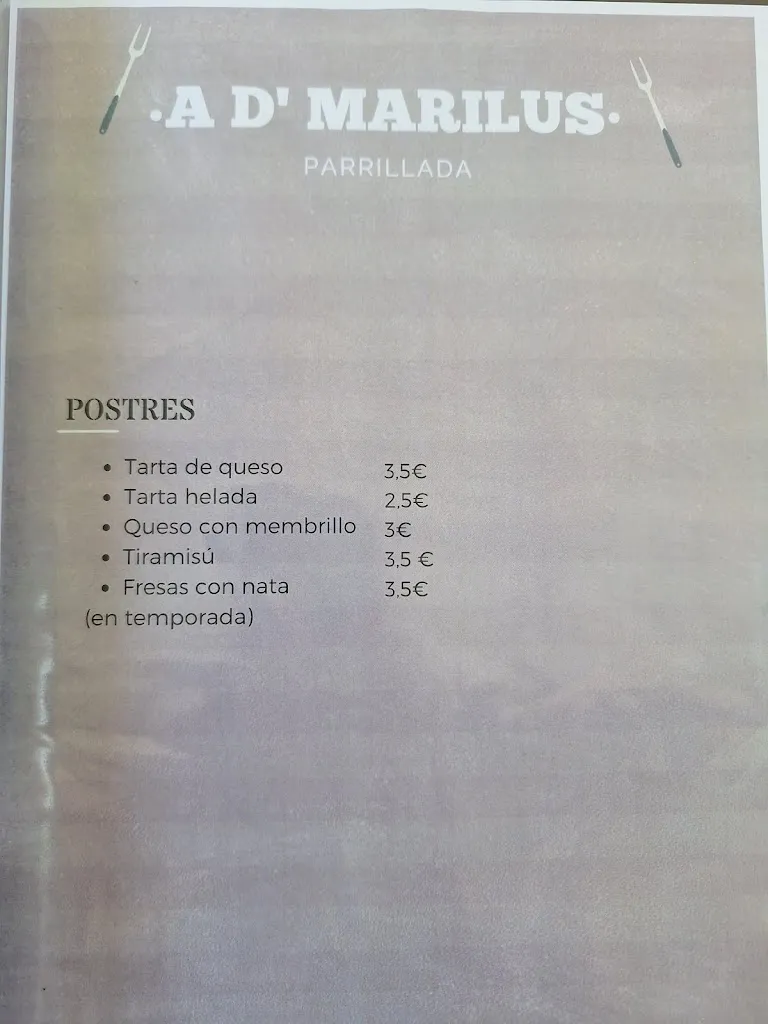 ·A D' MARILUS·
PARRILLADA
POSTRES
• Tarta de queso 3,5€
• Tarta helada 2,5€
• Queso con membrillo 3€
• Tiramisú 3,5 €
• Fresas con nata 3,5€
(en temporada)